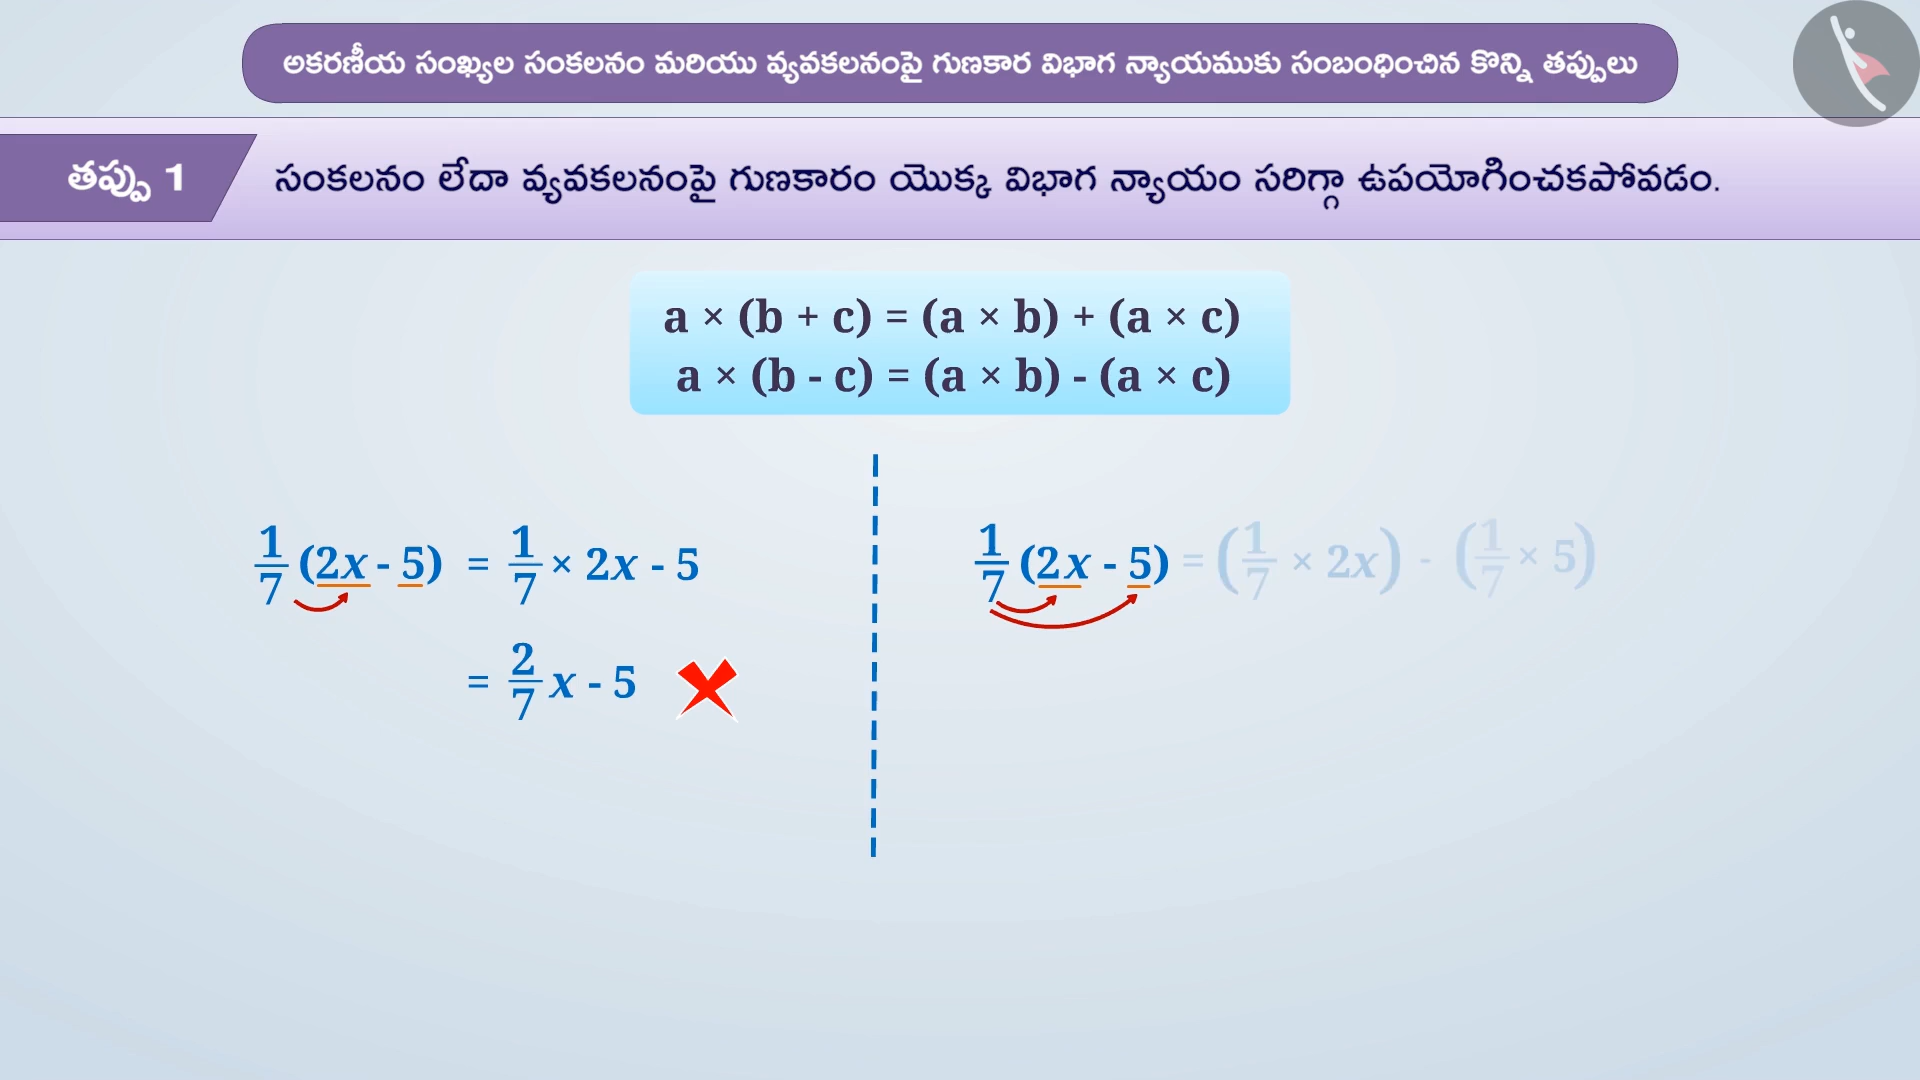 అకరణీయ సంఖ్యల సంకలనం మరియు వ్యవకలనంపై గుణకార విభాగ న్యాయముకు సంబంధించిన కొన్ని తప్పులు
తప్పు 1 సంకలనం లేదా వ్యవకలనంపై గుణకారం యొక్క విభాగ న్యాయం సరిగ్గా ఉపయోగించకపోవడం.
a × (b + c) = (a × b) + (a × c)
a × (b - c) = (a × b) - (a × c)
1/7 (2x - 5) = 1/7 × 2x - 5
= 2/7 x - 5
1/7 (2x - 5) = (1/7 × 2x) - (1/7 × 5)